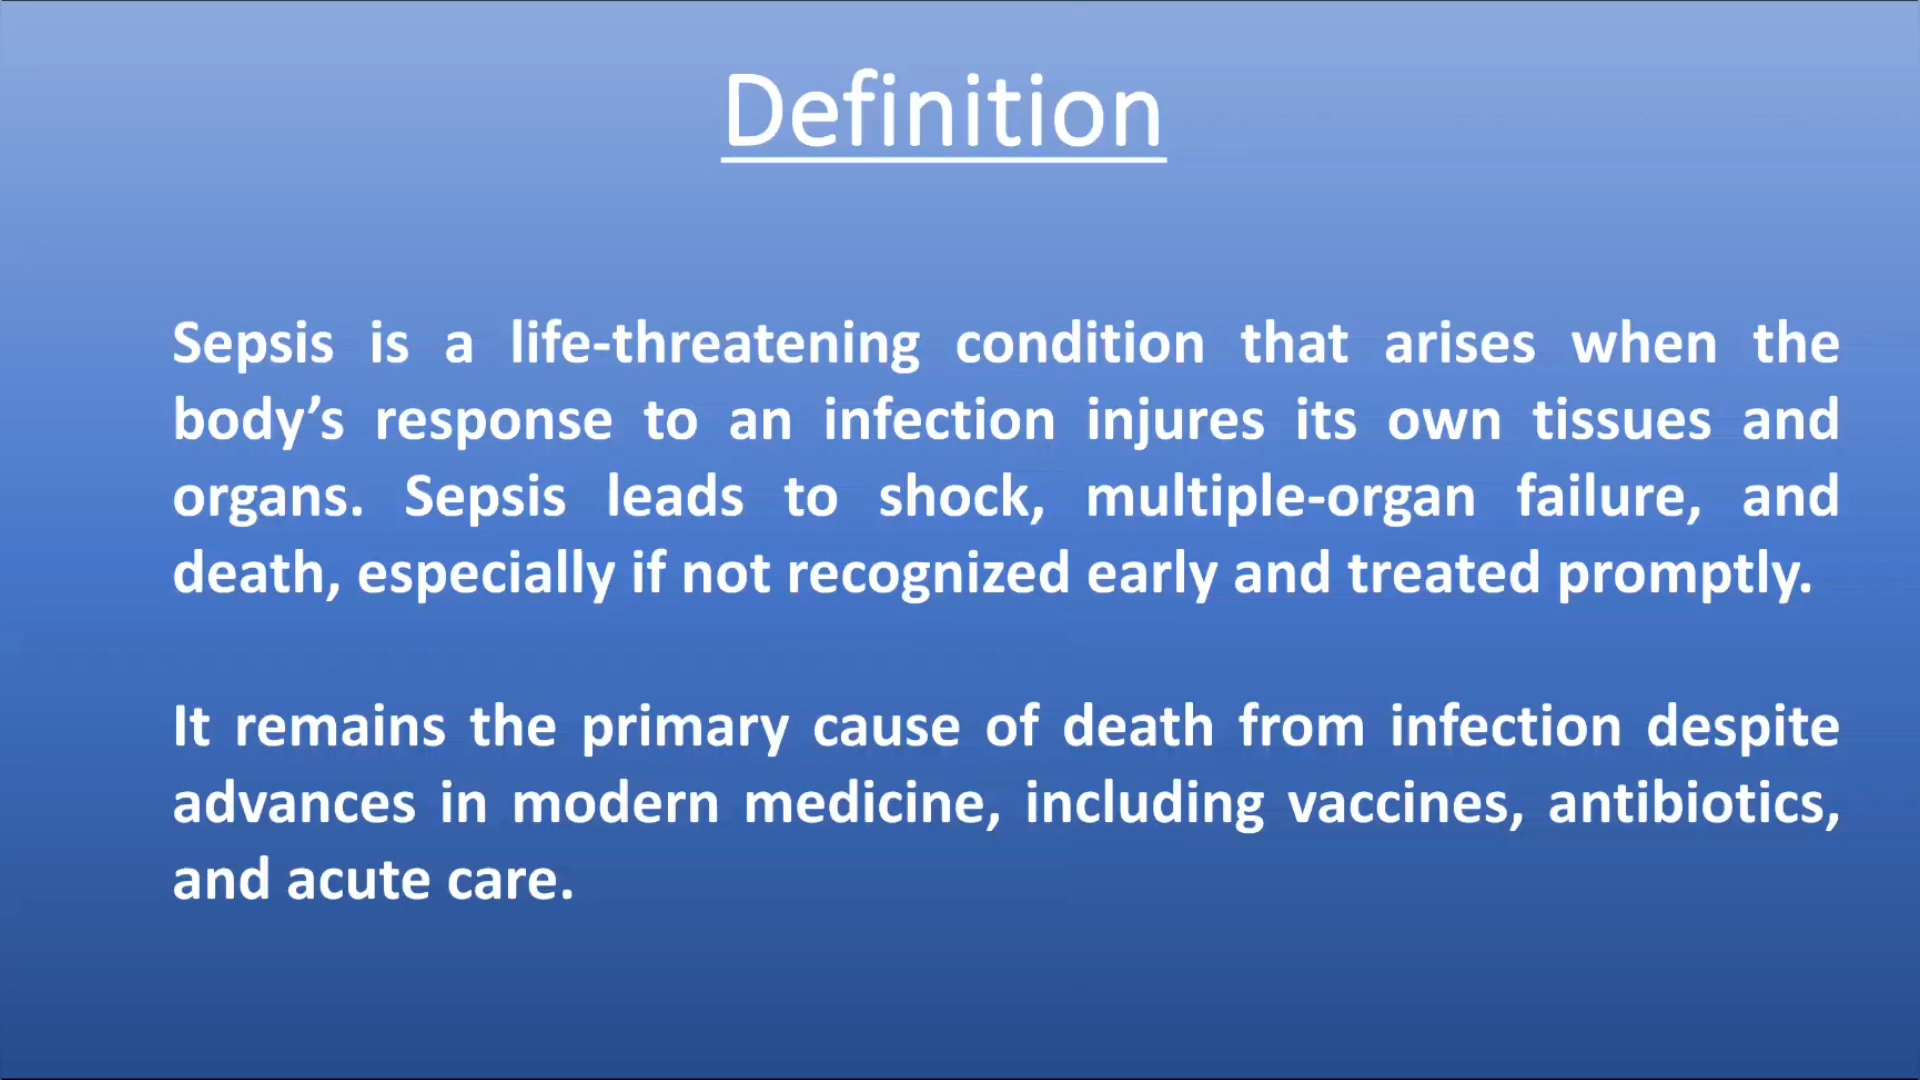 Definition
Sepsis is a life-threatening condition that arises when the
body’s response to an infection injures its own tissues and
organs. Sepsis leads to shock, multiple-organ failure, and
death, especially if not recognized early and treated promptly.
It remains the primary cause of death from infection despite
advances in modern medicine, including vaccines, antibiotics,
and acute care.